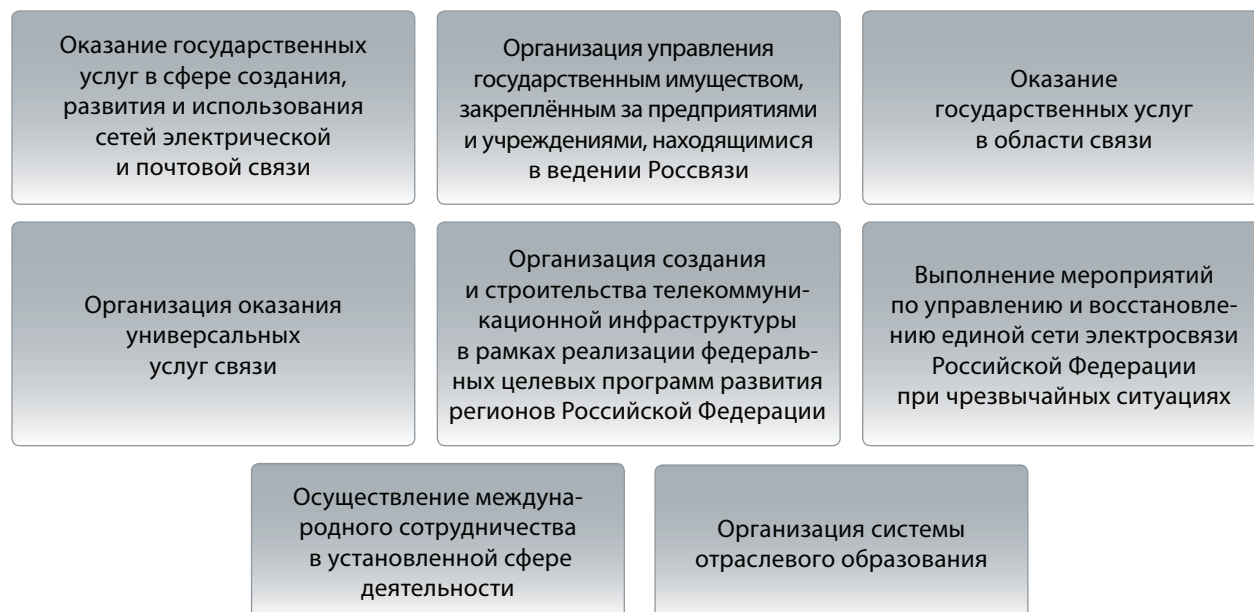 Оказание государственных
услуг в сфере создания,
развития и использования
сетей электрической
и почтовой связи
Организация управления
государственным имуществом,
закреплённым за предприятиями
и учреждениями, находящимися
в ведении Россвязи
Оказание
государственных услуг
в области связи
Организация оказания
универсальных
услуг связи
Организация создания
и строительства телекоммуни-
кационной инфраструктуры
в рамках реализации федераль-
ных целевых программ развития
регионов Российской Федерации
Выполнение мероприятий
по управлению и восстановле-
нию единой сети электросвязи
Российской Федерации
при чрезвычайных ситуациях
Осуществление междуна-
родного сотрудничества
в установленной сфере
деятельности
Организация системы
отраслевого образования